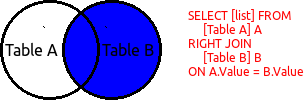 Table A
Table B
SELECT [list] FROM
[Table A] A
RIGHT JOIN
[Table B] B
ON A.Value = B.Value